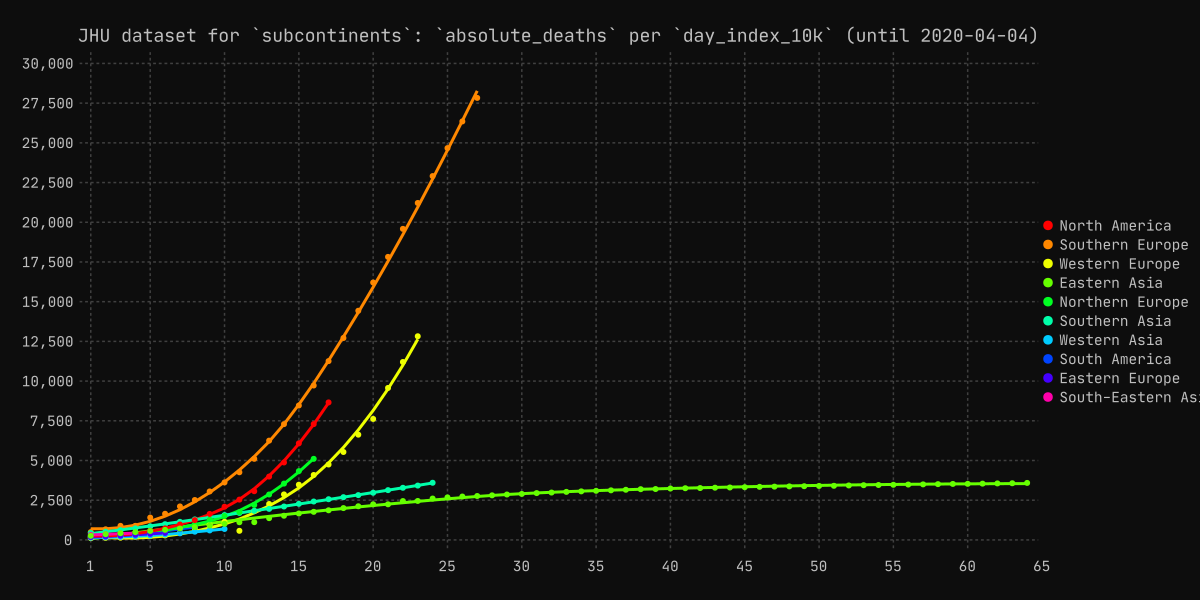 JHU dataset for `subcontinents`: `absolute_deaths` per `day_index_10k` (until 2020-04-04)
30,000
27,500
25,000
22,500
20,000
17,500
15,000
12,500
10,000
7,500
5,000
2,500
0
1 5 10 15 20 25 30 35 40 45 50 55 60 65
North America
Southern Europe
Western Europe
Eastern Asia
Northern Europe
Southern Asia
Western Asia
South America
Eastern Europe
South-Eastern Asi